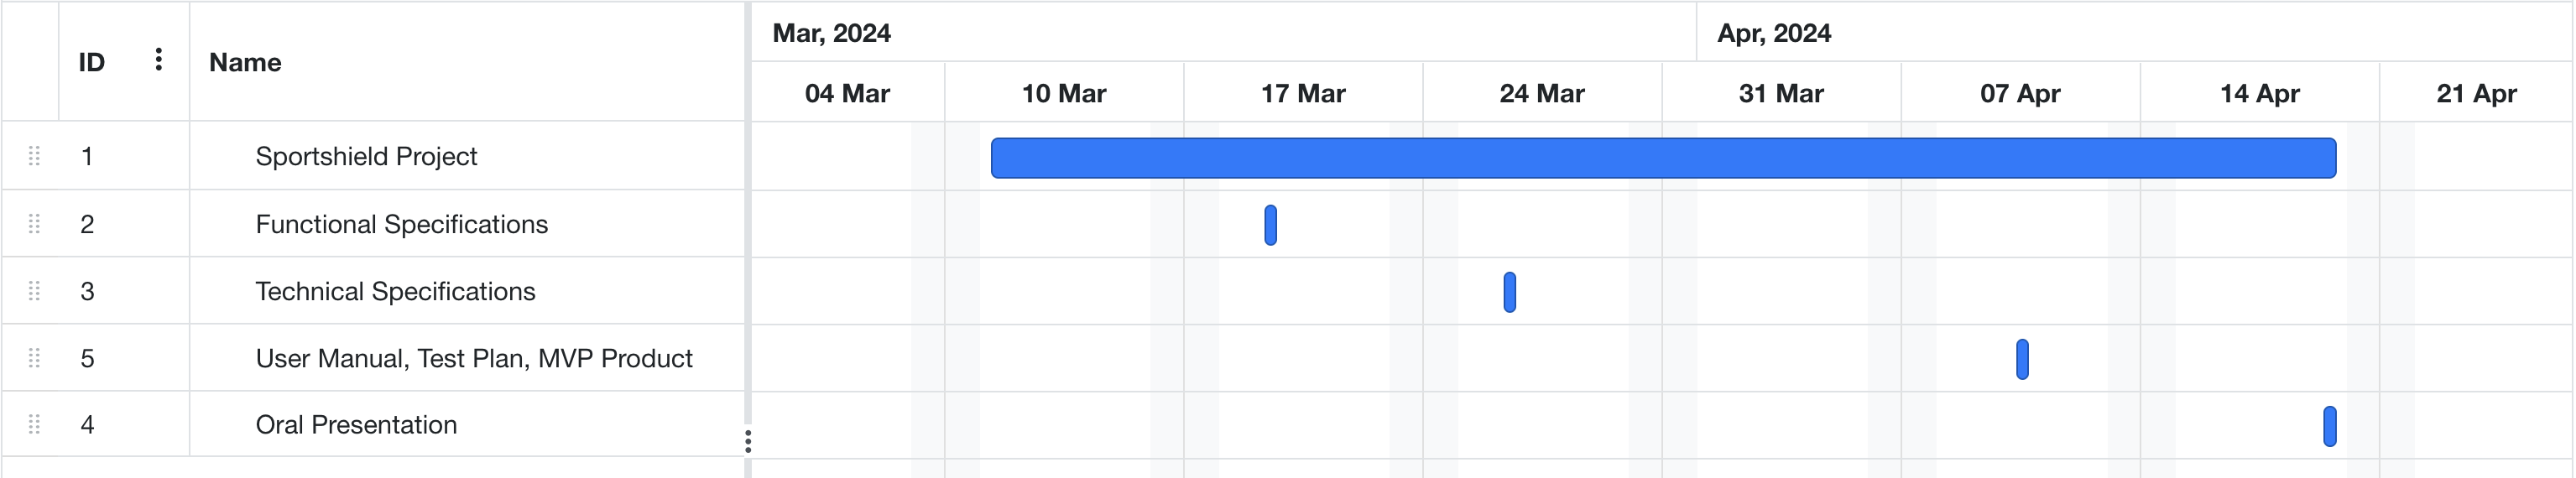 Mar, 2024 Apr, 2024
ID Name
04 Mar 10 Mar 17 Mar 24 Mar 31 Mar 07 Apr 14 Apr 21 Apr
1 Sportshield Project
2 Functional Specifications
3 Technical Specifications
5 User Manual, Test Plan, MVP Product
4 Oral Presentation